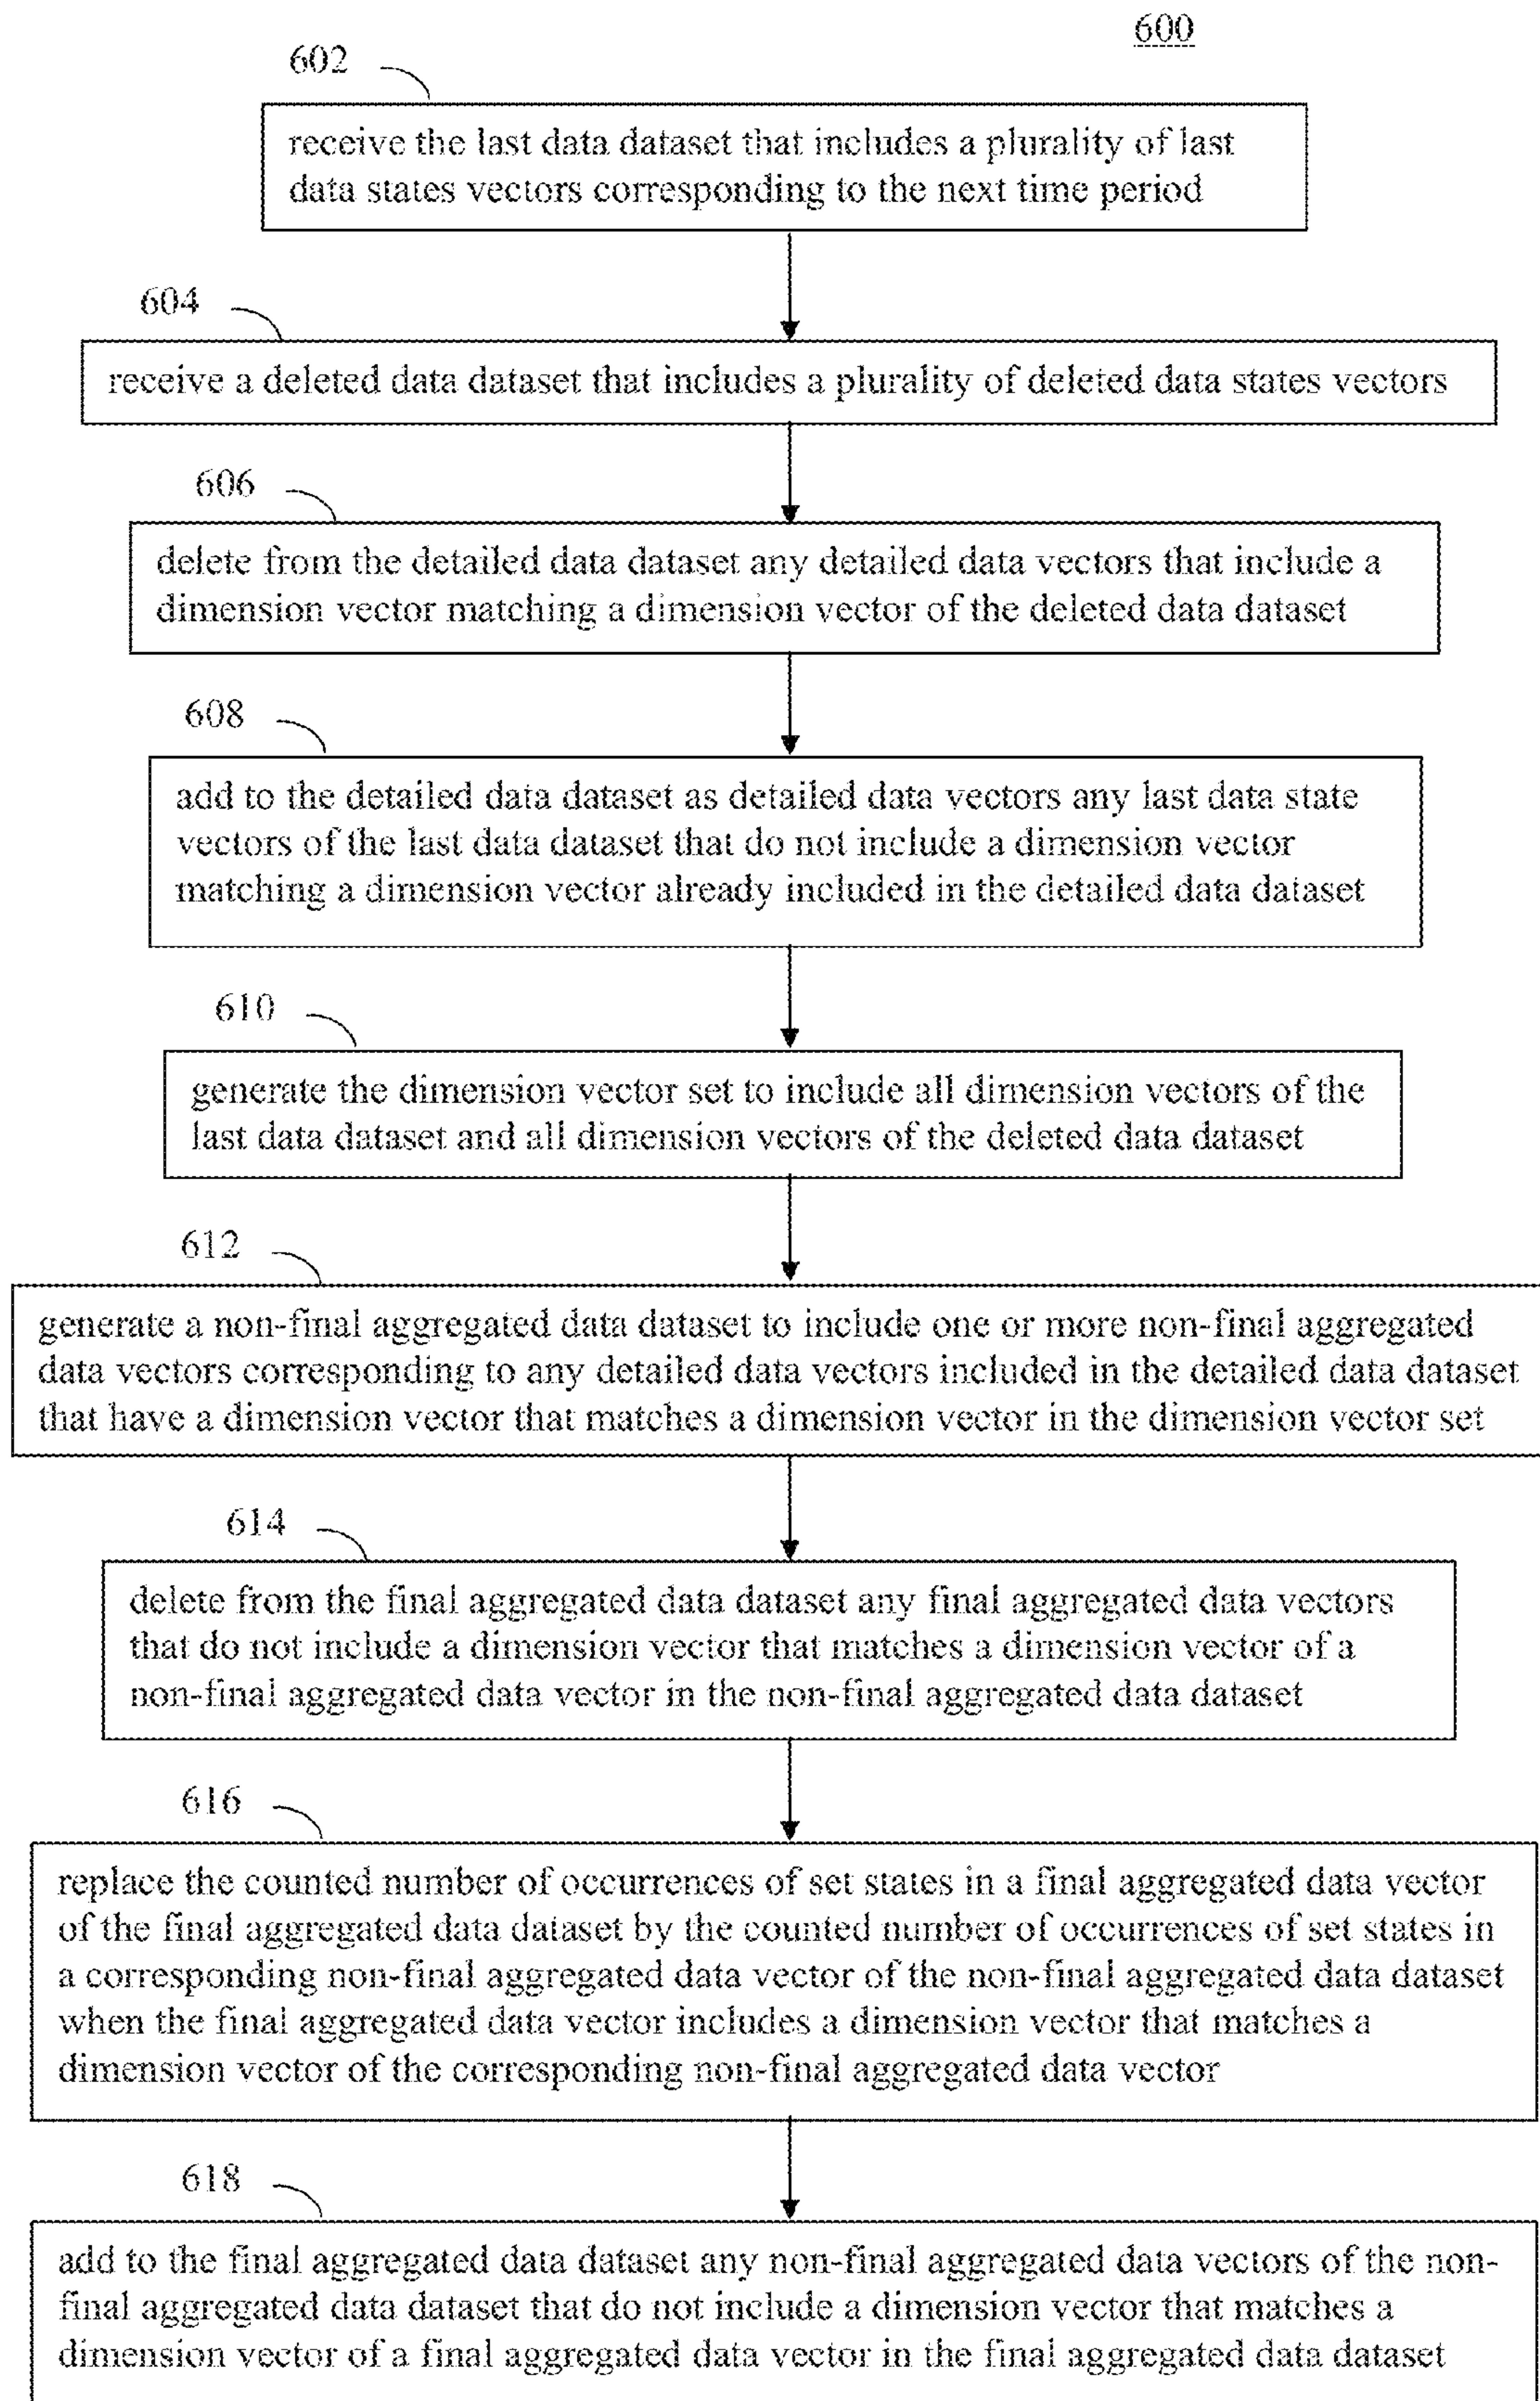 600
602
receive the last data dataset that includes a plurality of last
data states vectors corresponding to the next time period
604
receive a deleted data dataset that includes a plurality of deleted data states vectors
606
delete from the detailed data dataset any detailed data vectors that include a
dimension vector matching a dimension vector of the deleted data dataset
608
add to the detailed data dataset as detailed data vectors any last data state
vectors of the last data dataset that do not include a dimension vector
matching a dimension vector already included in the detailed data dataset
610
generate the dimension vector set to include all dimension vectors of the
last data dataset and all dimension vectors of the deleted data dataset
612
generate a non-final aggregated data dataset to include one or more non-final aggregated
data vectors corresponding to any detailed data vectors included in the detailed data dataset
that have a dimension vector that matches a dimension vector in the dimension vector set
614
delete from the final aggregated data dataset any final aggregated data vectors
that do not include a dimension vector that matches a dimension vector of a
non-final aggregated data vector in the non-final aggregated data dataset
616
replace the counted number of occurrences of set states in a final aggregated data vector
of the final aggregated data dataset by the counted number of occurrences of set states in
a corresponding non-final aggregated data vector of the non-final aggregated data dataset
when the final aggregated data vector includes a dimension vector that matches a
dimension vector of the corresponding non-final aggregated data vector
618
add to the final aggregated data dataset any non-final aggregated data vectors of the non-
final aggregated data dataset that do not include a dimension vector that matches a
dimension vector of a final aggregated data vector in the final aggregated data dataset